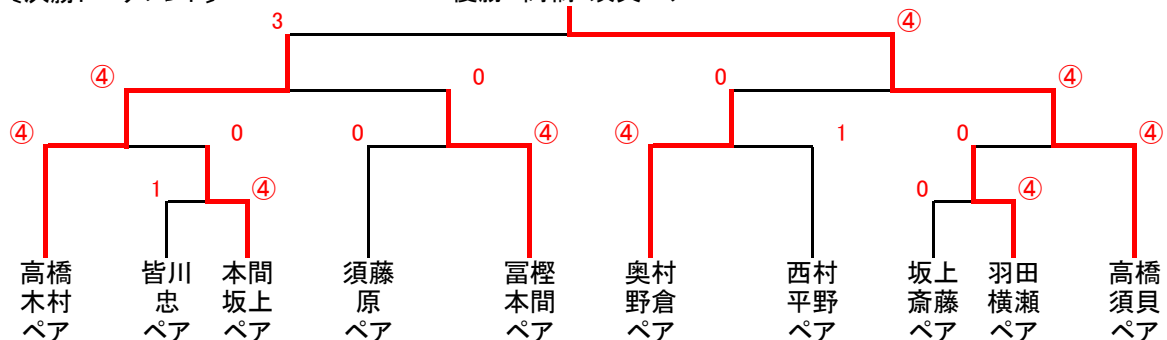 3 ④
④ 0 0 ④
④ 0 0 ④ ④ 1 0 ④
1 ④ 0 ④
高橋 皆川 本間 須藤 冨樫 奥村 西村 坂上 羽田 高橋
木村 忠 坂上 原 本間 野倉 平野 斎藤 横瀬 須貝
ペア ペア ペア ペア ペア ペア ペア ペア ペア ペア